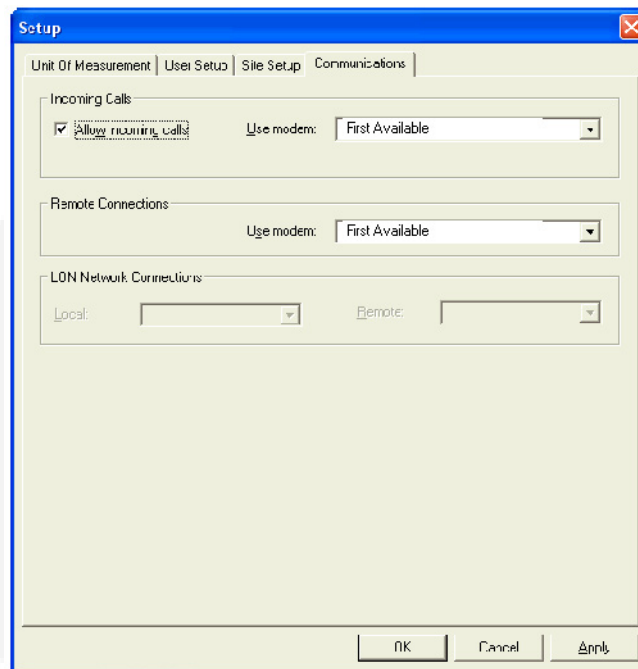 Setup
Unit Of Measurement User Setup Site Setup Communications
Incoming Calls
Allow incoming calls Use modem: First Available
Remote Connections
Use modem: First Available
LON Network Connections
Local: Remote:
OK Cancel Apply